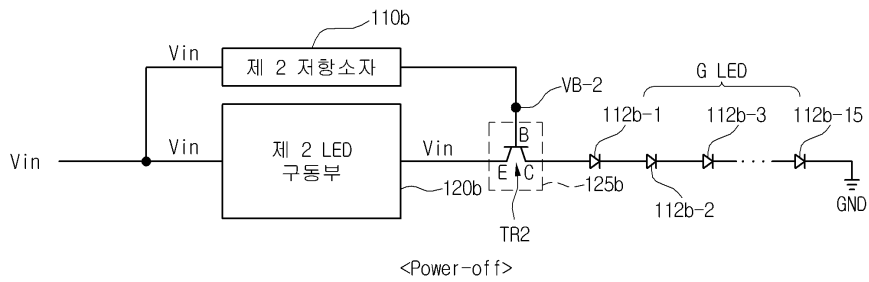 110b
Vin
제 2 저항소자
G LED
VB-2
112b-1
112b-3
112b-15
Vin
Vin
제 2 LED
구동부
Vin
B
E
C
120b
125b
112b-2
GND
TR2
<Power-off>